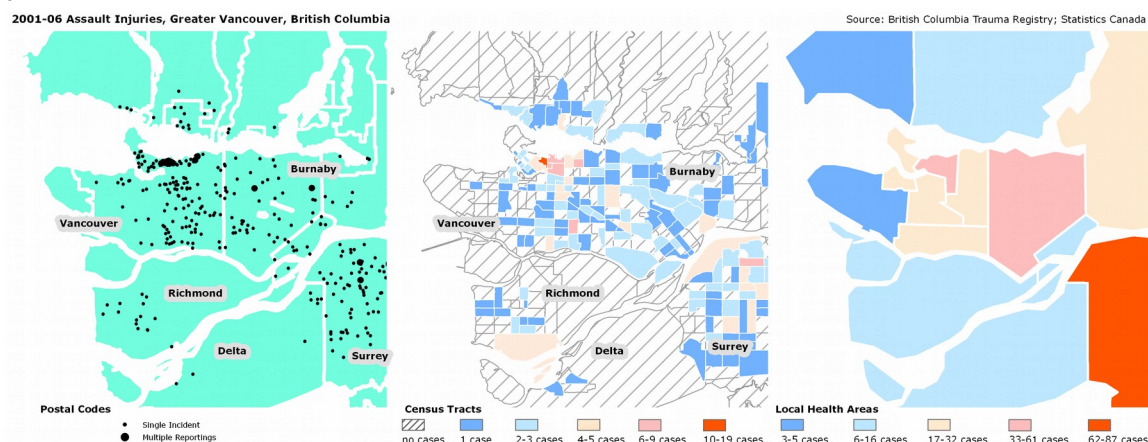 2001-06 Assault Injuries, Greater Vancouver, British Columbia
Source: British Columbia Trauma Registry; Statistics Canada
Burnaby
Vancouver
Richmond
Delta
Surrey
Postal Codes
Single Incident
Multiple Reportings
Burnaby
Vancouver
Richmond
Delta
Surrey
Census Tracts
no cases
1 case
2-3 cases
4-5 cases
6-9 cases
10-19 cases
Local Health Areas
3-5 cases
6-16 cases
17-32 cases
33-61 cases
62-87 cases